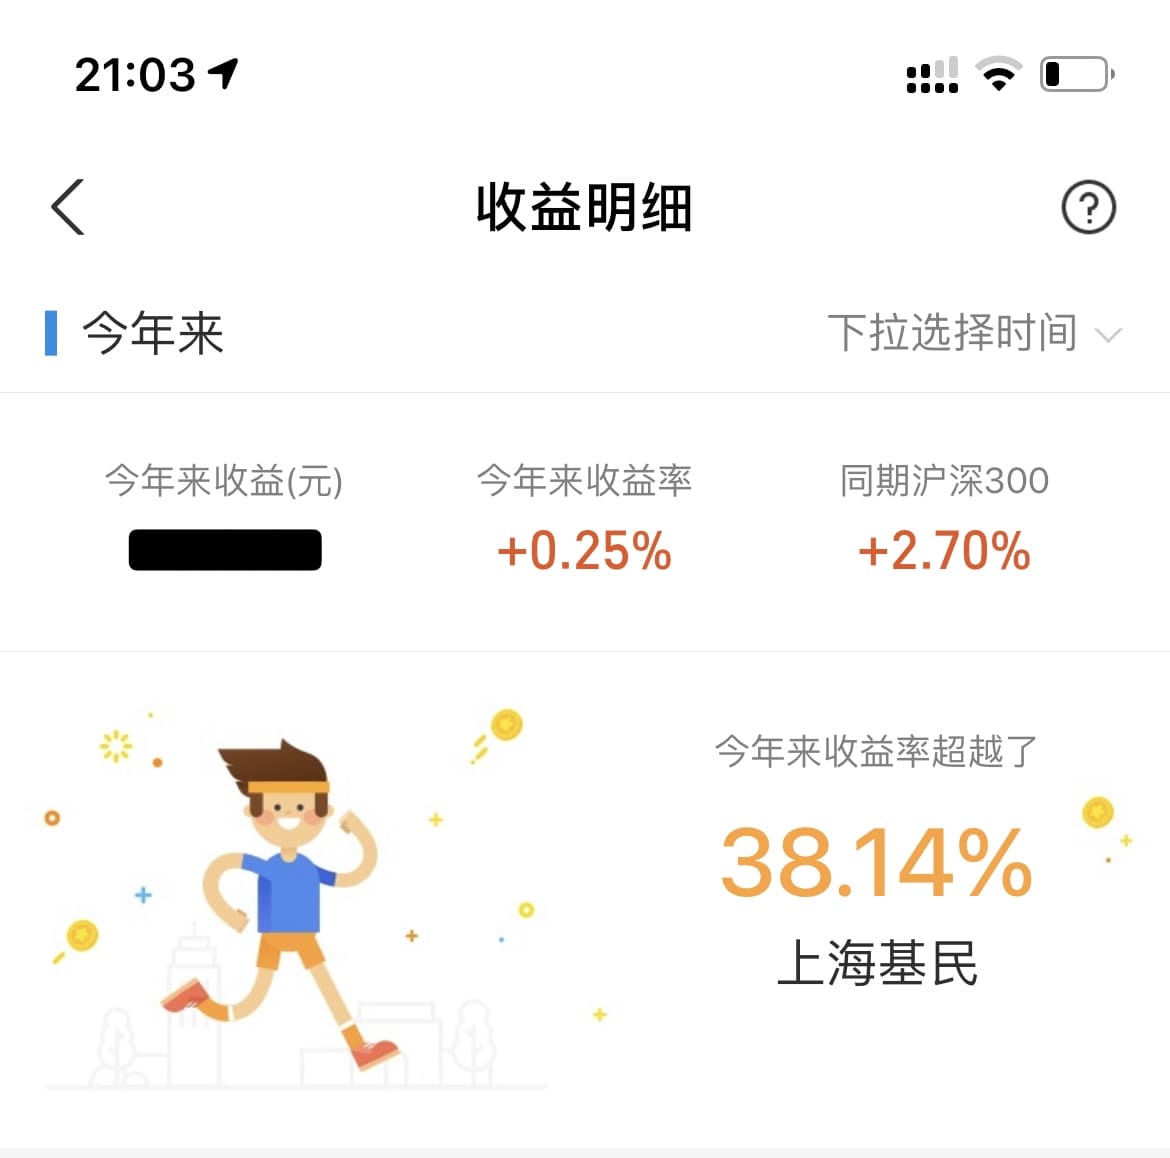 21:03
收益明细
?
今年来
下拉选择时间
今年来收益(元)
今年来收益率
同期沪深300
+0.25%
+2.70%
今年来收益率超越了
38.14%
上海基民